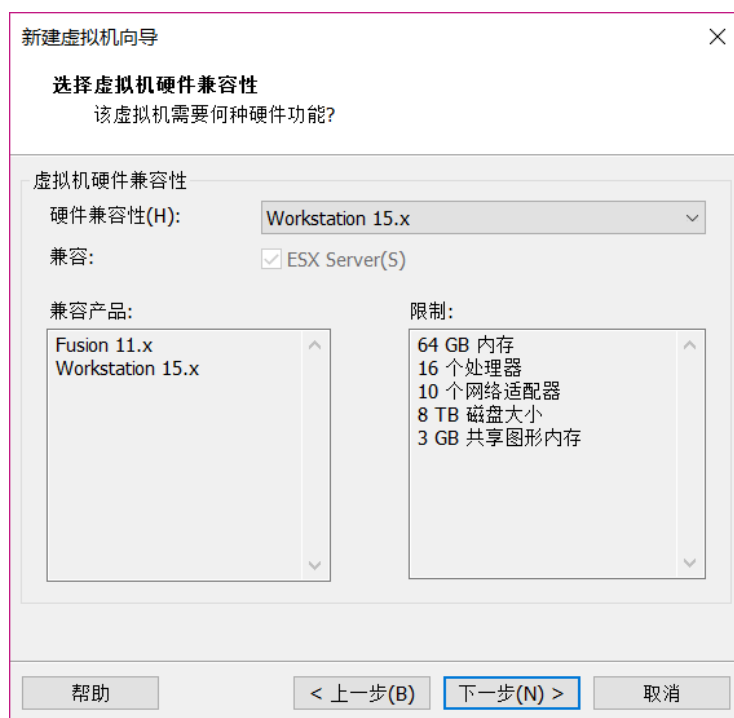 新建虚拟机向导
选择虚拟机硬件兼容性
该虚拟机需要何种硬件功能?
虚拟机硬件兼容性
硬件兼容性(H):
Workstation 15.x
兼容:
ESX Server(S)
兼容产品:
Fusion 11.x
Workstation 15.x
限制:
64 GB 内存
16 个处理器
10 个网络适配器
8 TB 磁盘大小
3 GB 共享图形内存
帮助
< 上一步(B)
下一步(N) >
取消